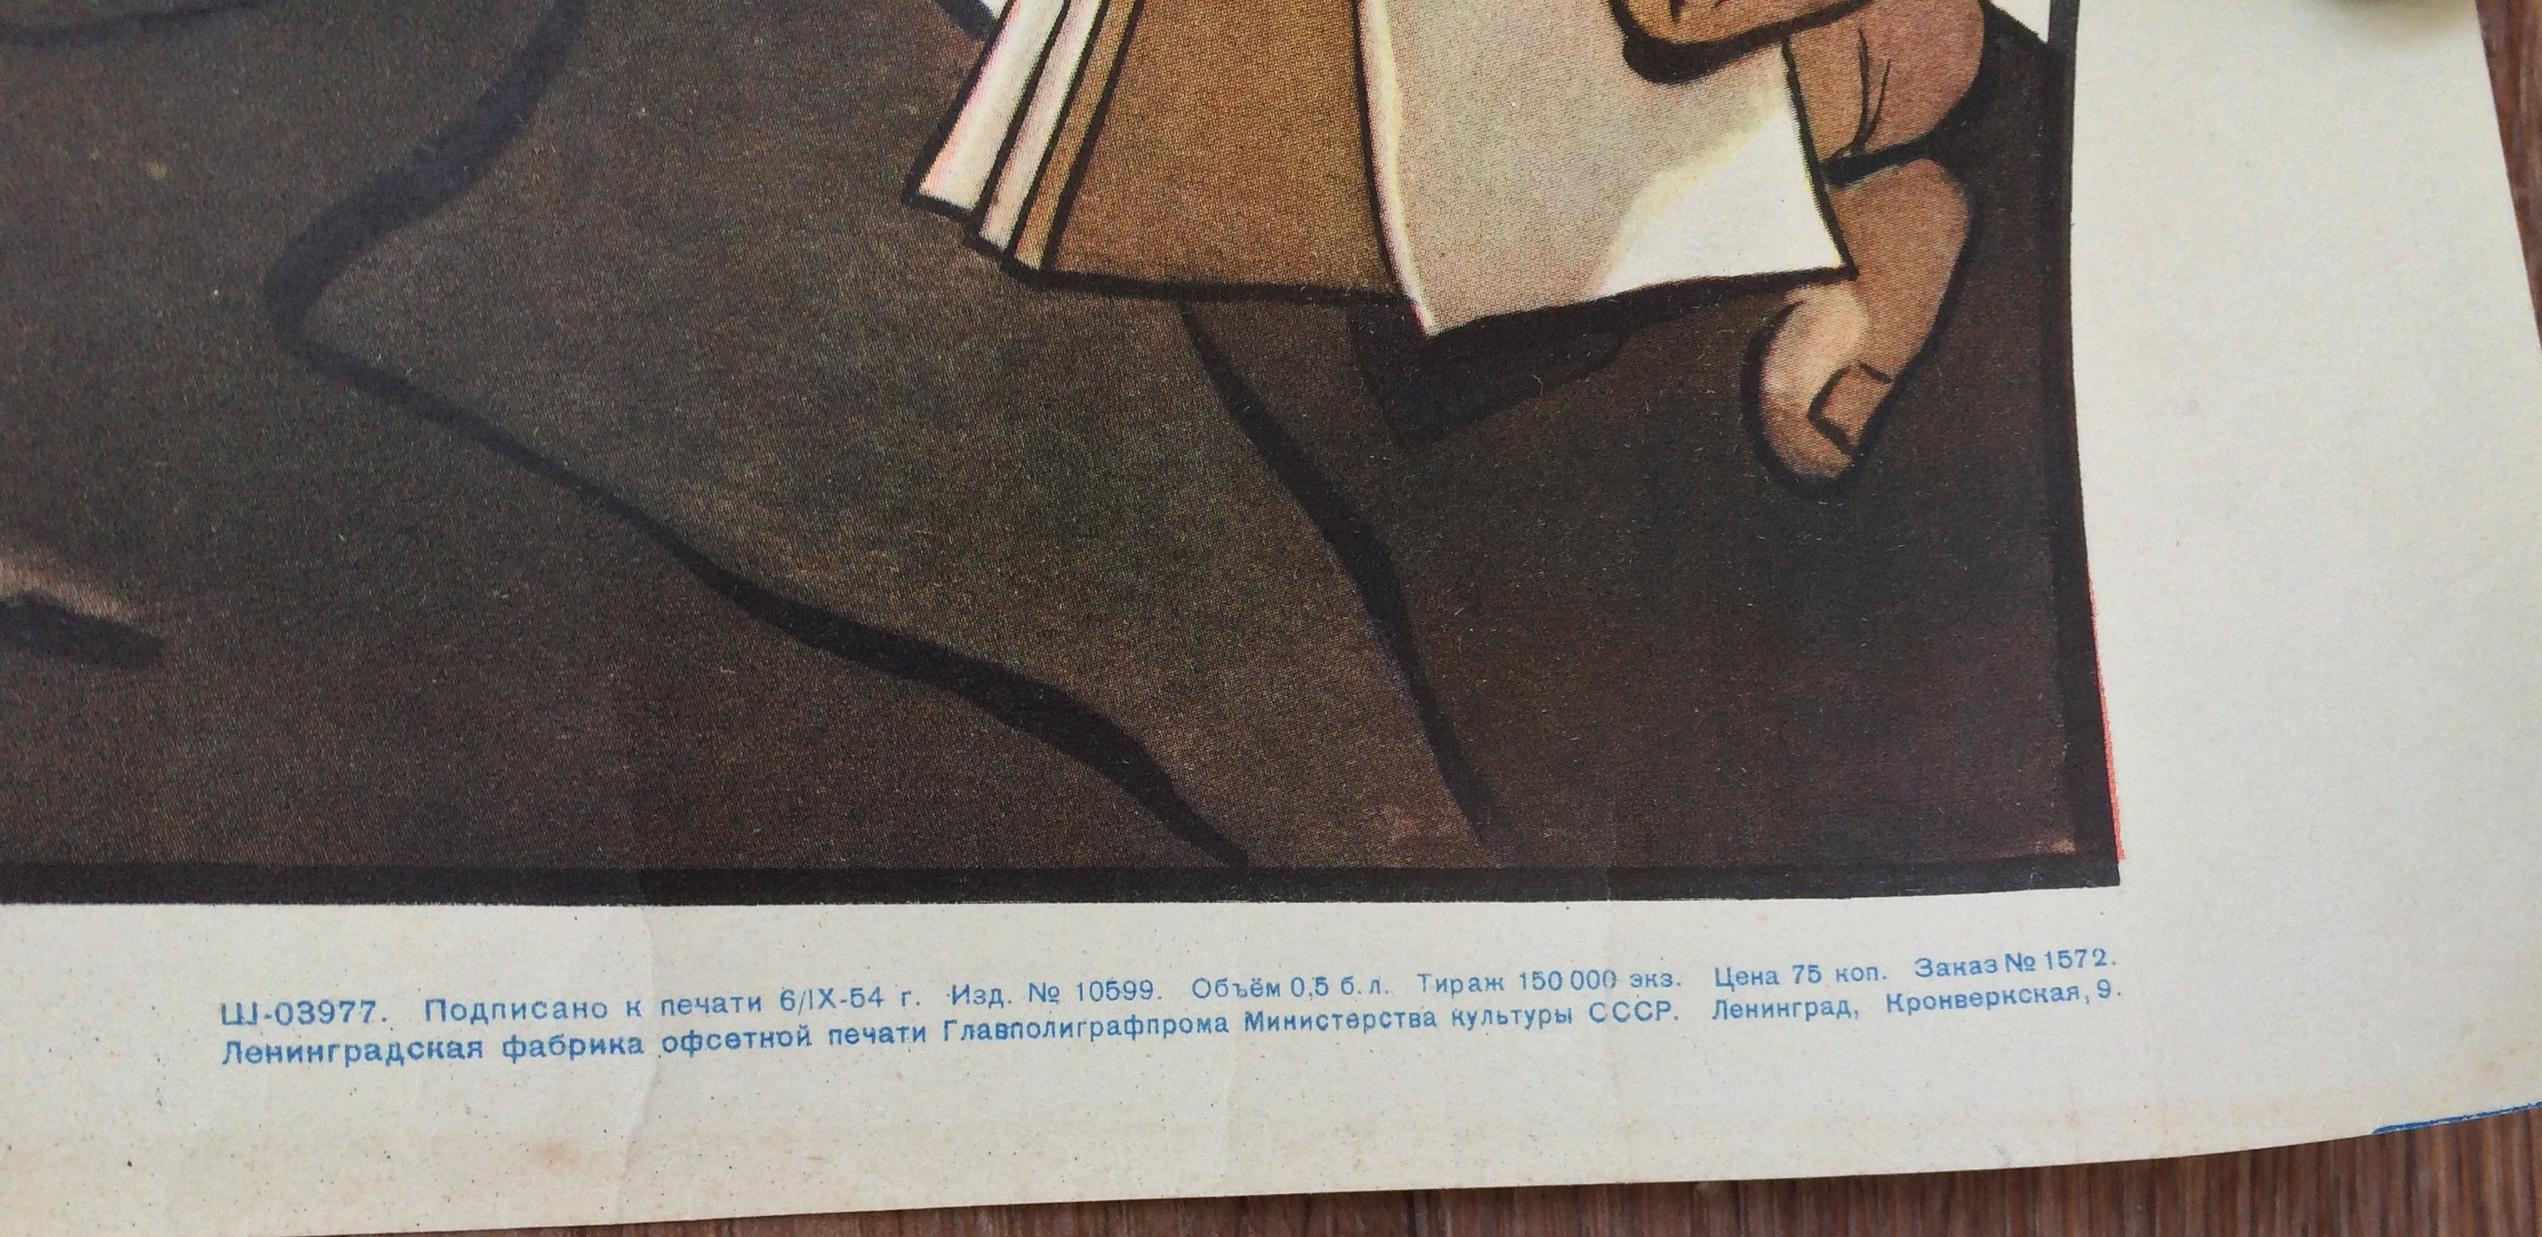 Ш-03977. Подписано к печати 6/IX-54 г. Изд. № 10599. Объём 0,5 б. л. Тираж 150 000 экз. Цена 75 коп. Заказ № 1572.
Ленинградская фабрика офсетной печати Главполиграфпрома Министерства культуры СССР. Ленинград, Кронверкская, 9.